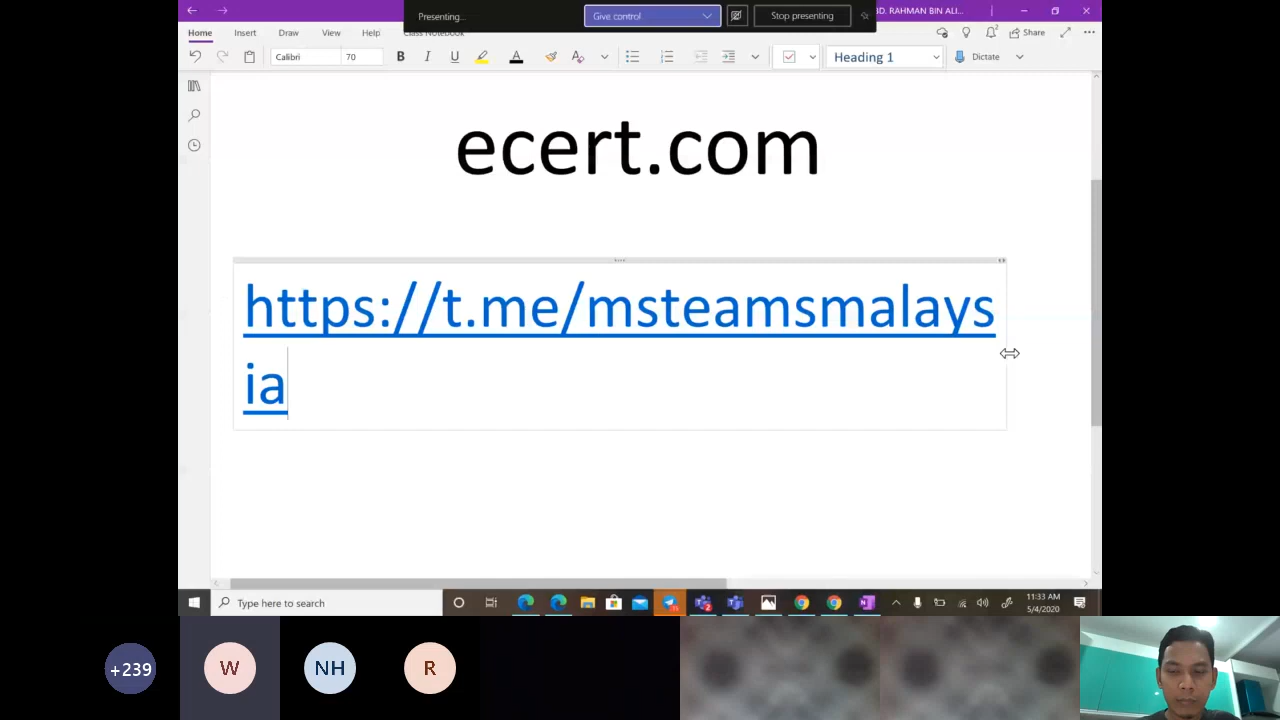 Presenting...
Give control
Stop presenting
BD. RAHMAN BIN ALI...
Home
Insert
Draw
View
Help
Class Notebook
Share
Calibri
70
B
I
U
A
Heading 1
Dictate
ecert.com
https://t.me/msteamsmalays
ia
Type here to search
11:33 AM
5/4/2020
+239
W
NH
R